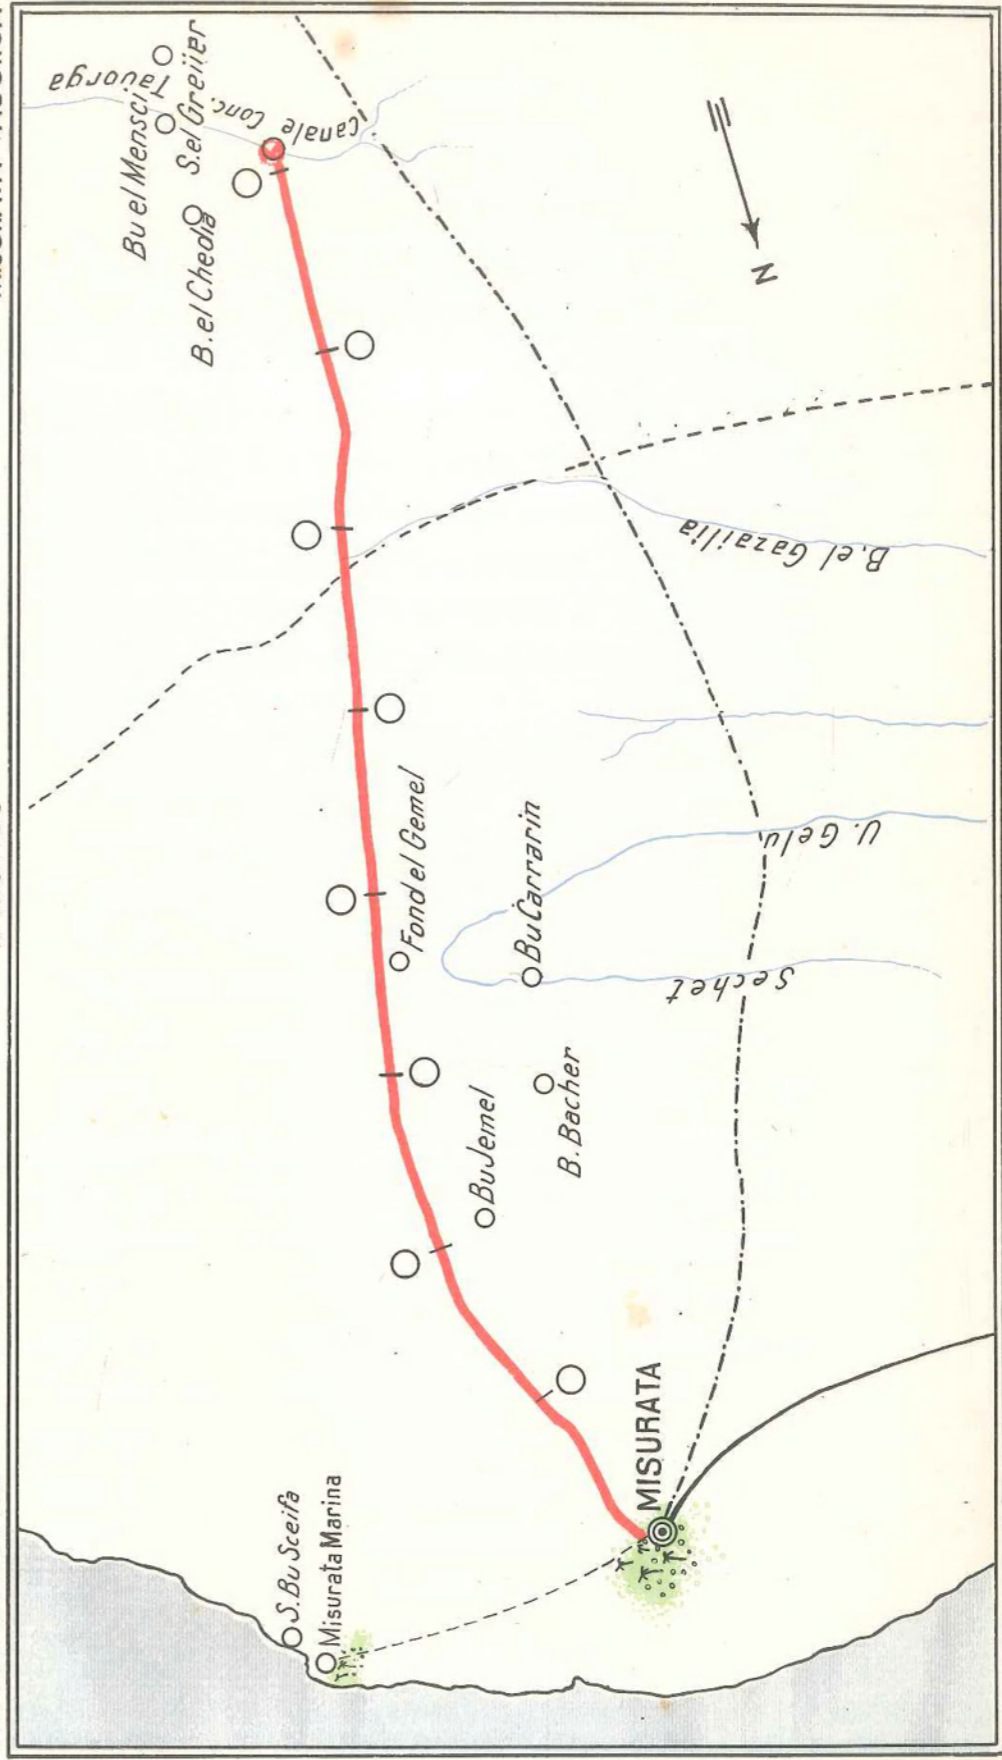 Tauorga
S. el Greiier
Bu el Mensci
Canale Conc.
B. el Chedia
N
B. el Gazailia
U. Gelu
Fond el Gemel
Bu Carrarin
Sechet
B. Bacher
Bu Jemel
MISURATA
S. Bu Sceifa
Misurata Marina